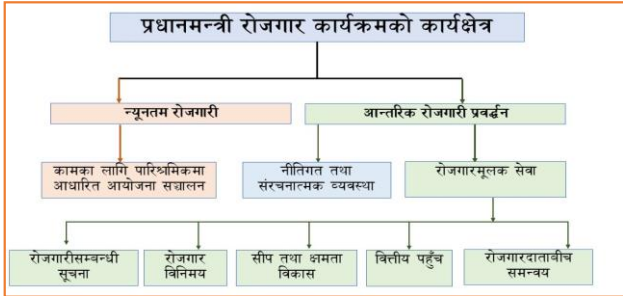 प्रधानमन्त्री रोजगार कार्यक्रमको कार्यक्षेत्र
न्यूनतम रोजगारी
आन्तरिक रोजगारी प्रवर्द्धन
कामका लागि पारिश्रमिकमा
आधारित आयोजना सञ्चालन
नीतिगत तथा
संरचनात्मक व्यवस्था
रोजगारमूलक सेवा
रोजगारीसम्बन्धी
सूचना
रोजगार
विनिमय
सीप तथा क्षमता
विकास
वित्तीय पहुँच
रोजगारदाताबीच
समन्वय